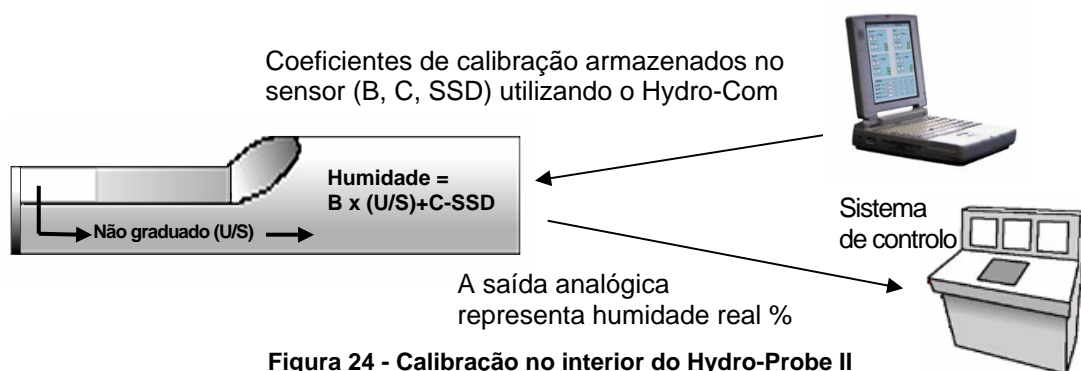 Coeficientes de calibração armazenados no
sensor (B, C, SSD) utilizando o Hydro-Com
Humidade =
B x (U/S)+C-SSD
Não graduado (U/S)
Sistema
de controlo
A saída analógica
representa humidade real %
Figura 24 - Calibração no interior do Hydro-Probe II